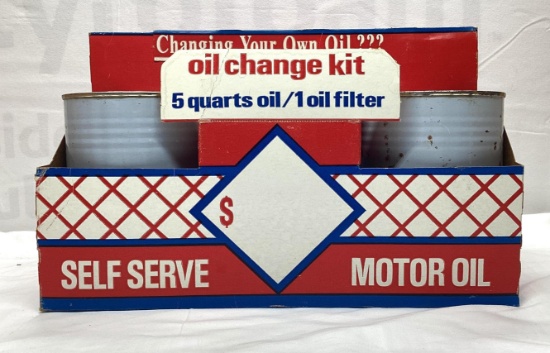 Changing Your Own Oil ???
oil change kit
5 quarts oil/1 oil filter
$
SELF SERVE
MOTOR OIL